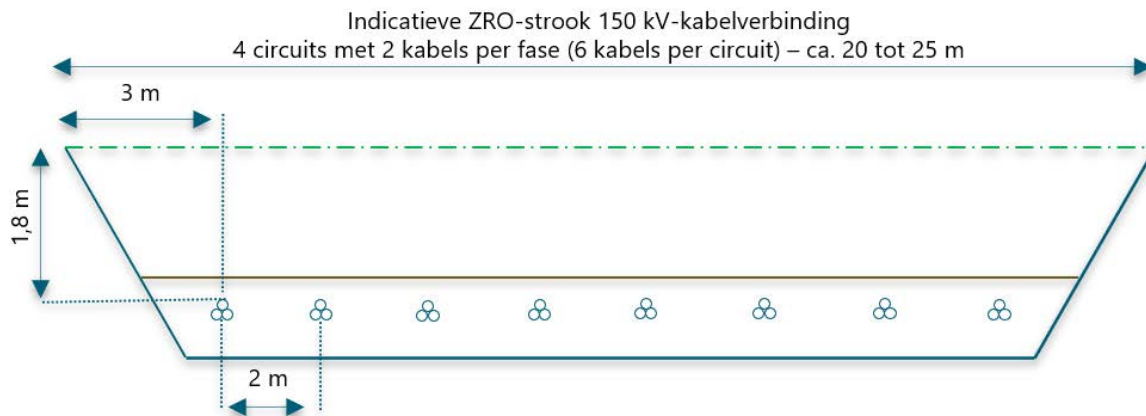 Indicatieve ZRO-strook 150 kV-kabelverbinding
4 circuits met 2 kabels per fase (6 kabels per circuit) – ca. 20 tot 25 m
3 m
1,8 m
2 m